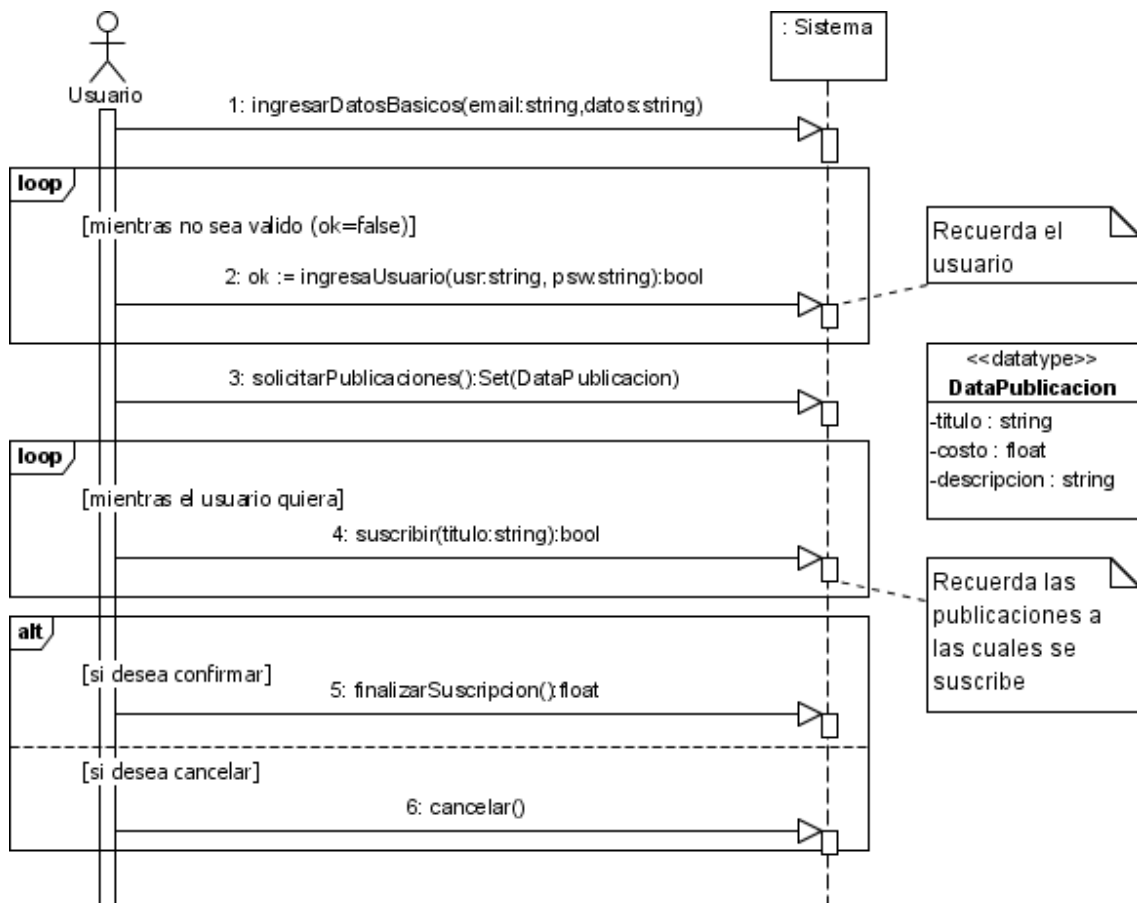 : Sistema
Usuario
1: ingresarDatosBasicos(email:string,datos:string)
loop
[mientras no sea valido (ok=false)]
2: ok := ingresaUsuario(usr:string, psw:string):bool
Recuerda el
usuario
3: solicitarPublicaciones():Set(DataPublicacion)
<<datatype>>
DataPublicacion
-titulo : string
-costo : float
-descripcion : string
loop
[mientras el usuario quiera]
4: suscribir(titulo:string):bool
Recuerda las
publicaciones a
las cuales se
suscribe
alt
[si desea confirmar]
5: finalizarSuscripcion():float
[si desea cancelar]
6: cancelar()